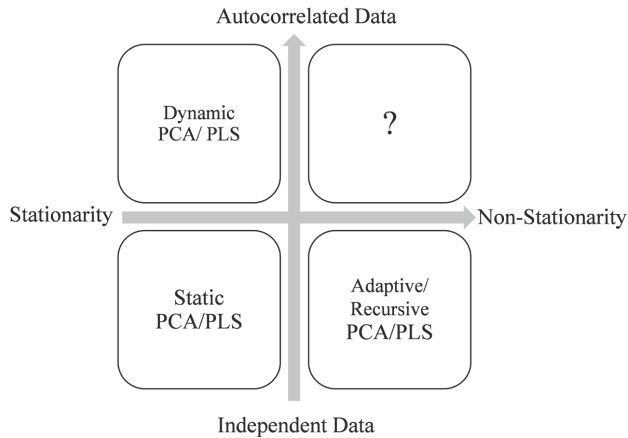 Autocorrelated Data
Dynamic
PCA/ PLS
?
Stationarity
Non-Stationarity
Static
PCA/PLS
Adaptive/
Recursive
PCA/PLS
Independent Data